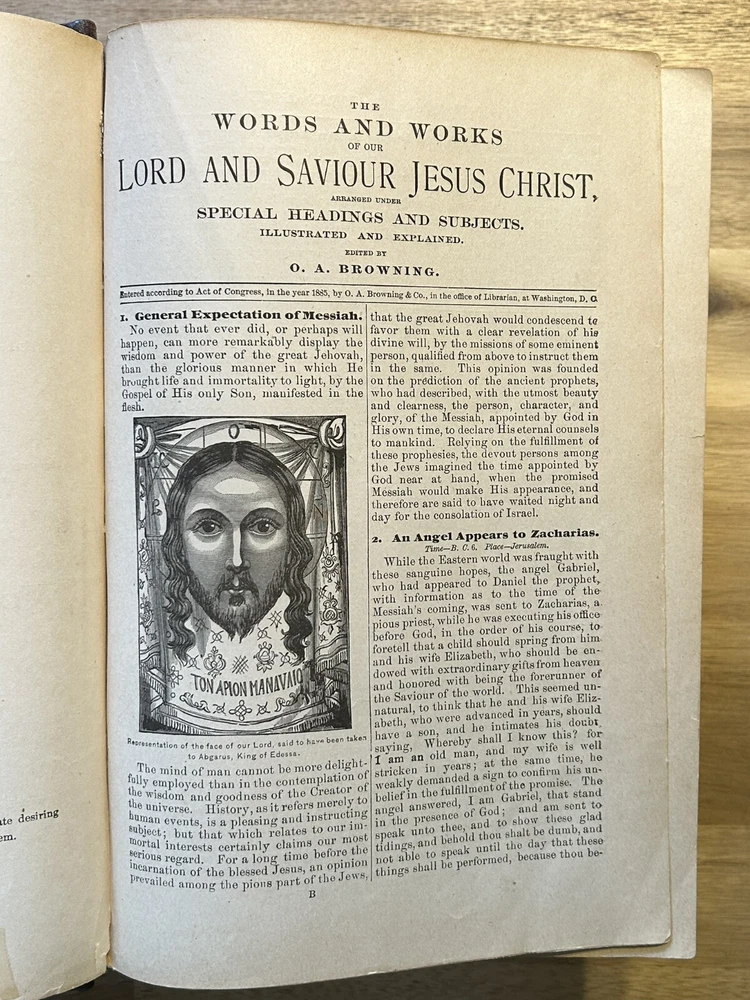 THE
WORDS AND WORKS
OF OUR
LORD AND SAVIOUR JESUS CHRIST,
ARRANGED UNDER
SPECIAL HEADINGS AND SUBJECTS.
ILLUSTRATED AND EXPLAINED.
EDITED BY
O. A. BROWNING.
Entered according to Act of Congress, in the year 1885, by O. A. Browning & Co., in the office of Librarian, at Washington, D. C.
1. General Expectation of Messiah.
No event that ever did, or perhaps will
happen, can more remarkably display the
wisdom and power of the great Jehovah,
than the glorious manner in which He
brought life and immortality to light, by the
Gospel of His only Son, manifested in the
flesh.
ΤΟΝ ΑΡΙΟΝ ΜΑΝΔVΑΙΟ
Representation of the face of our Lord, said to have been taken
to Abgarus, King of Edessa.
The mind of man cannot be more delight-
fully employed than in the contemplation of
the wisdom and goodness of the Creator of
the universe. History, as it refers merely to
human events, is a pleasing and instructing
subject; but that which relates to our im-
mortal interests certainly claims our most
serious regard. For a long time before the
incarnation of the blessed Jesus, an opinion
prevailed among the pious part of the Jews,
that the great Jehovah would condescend to
favor them with a clear revelation of his
divine will, by the missions of some eminent
person, qualified from above to instruct them
in the same. This opinion was founded
on the prediction of the ancient prophets,
who had described, with the utmost beauty
and clearness, the person, character, and
glory, of the Messiah, appointed by God in
His own time, to declare His eternal counsels
to mankind. Relying on the fulfillment of
these prophesies, the devout persons among
the Jews imagined the time appointed by
God near at hand, when the promised
Messiah would make His appearance, and
therefore are said to have waited night and
day for the consolation of Israel.
2. An Angel Appears to Zacharias.
Time—B. C. 6. Place—Jerusalem.
While the Eastern world was fraught with
these sanguine hopes, the angel Gabriel,
who had appeared to Daniel the prophet,
with information as to the time of the
Messiah's coming, was sent to Zacharias, a
pious priest, while he was executing his office
before God, in the order of his course, to
foretell that a child should spring from him
and his wife Elizabeth, who should be en-
dowed with extraordinary gifts from heaven
and honored with being the forerunner of
the Saviour of the world. This seemed un-
natural, to think that he and his wife Eliz-
abeth, who were advanced in years, should
have a son, and he intimates his doubt,
saying, Whereby shall I know this? for
I am an old man, and my wife is well
stricken in years; at the same time, he
weakly demanded a sign to confirm his un-
belief in the fulfillment of the promise. The
angel answered, I am Gabriel, that stand
in the presence of God; and am sent to
speak unto thee, and to show these glad
tidings, and behold thou shalt be dumb, and
not able to speak until the day that these
things shall be performed, because thou be-
B
desiring